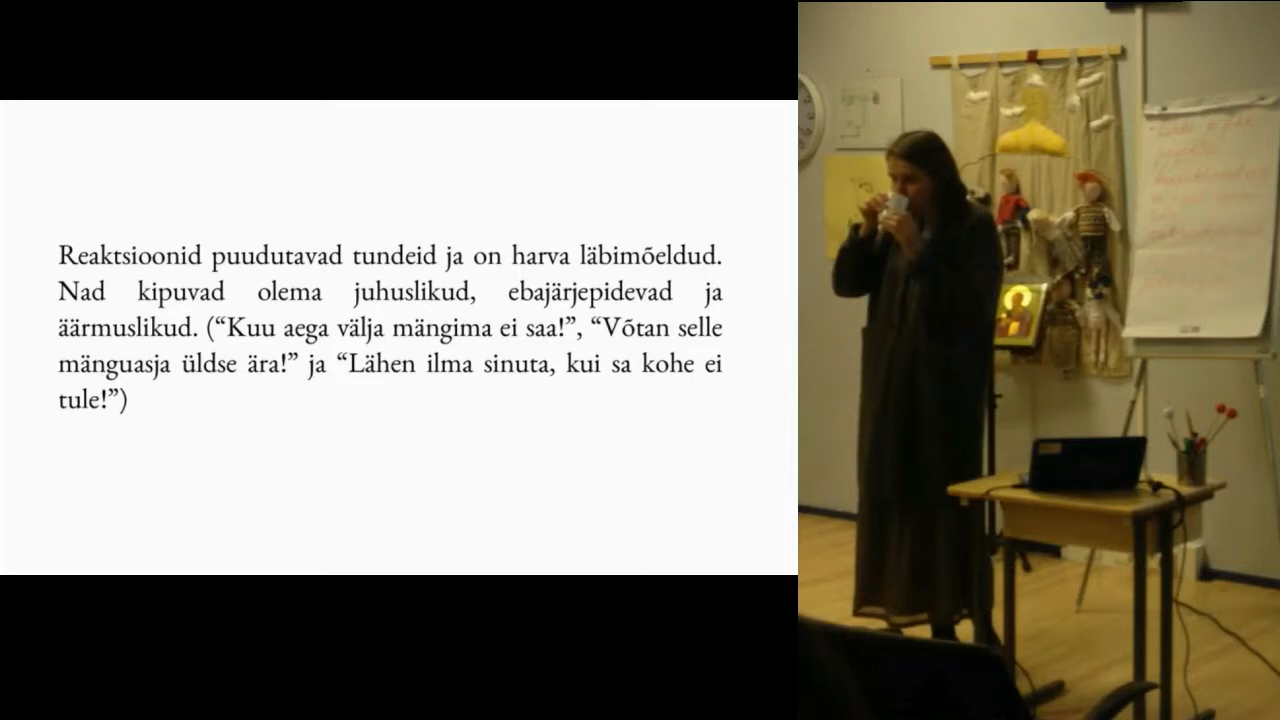 Reaktsioonid puudutavad tundeid ja on harva läbimõeldud.
Nad kipuvad olema juhuslikud, ebajärjepidevad ja
äärmuslikud. (“Kuu aega välja mängima ei saa!”, “Võtan selle
mänguasja üldse ära!” ja “Lähen ilma sinuta, kui sa kohe ei
tule!”)